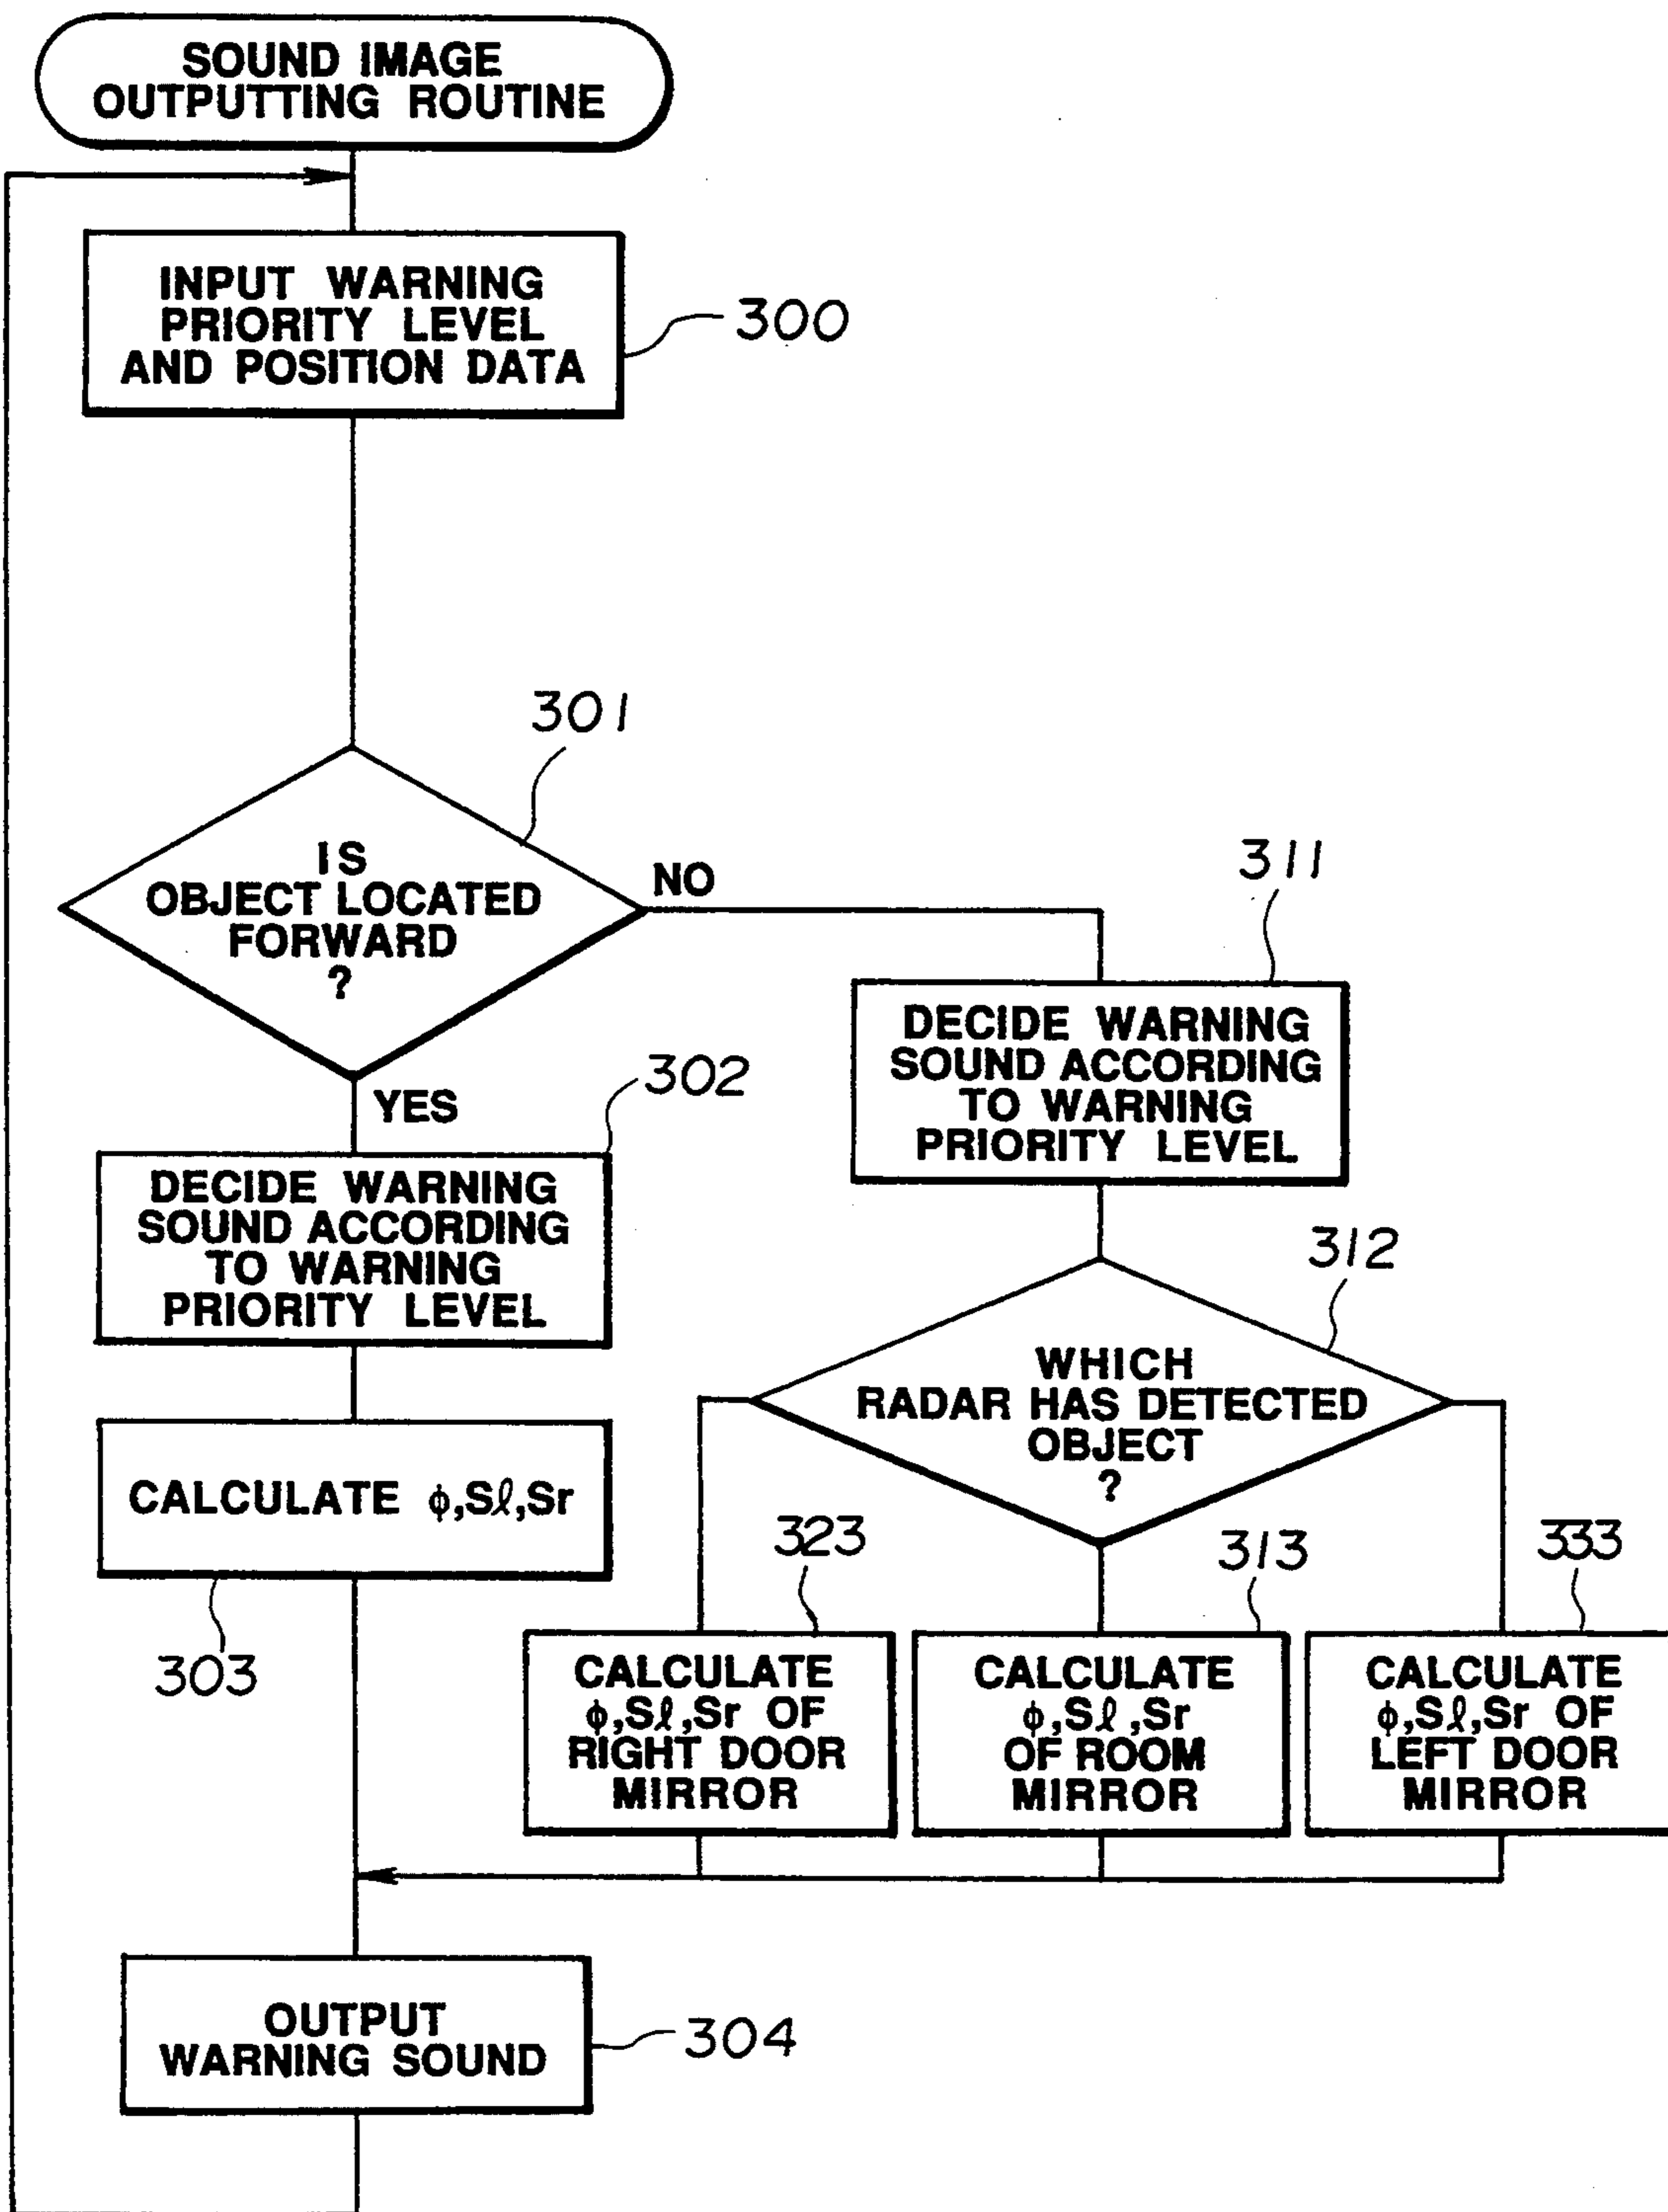 SOUND IMAGE
OUTPUTTING ROUTINE
INPUT WARNING
PRIORITY LEVEL
AND POSITION DATA
300
301
IS
OBJECT LOCATED
FORWARD
?
NO
YES
302
DECIDE WARNING
SOUND ACCORDING
TO WARNING
PRIORITY LEVEL
CALCULATE ϕ,Sℓ,Sr
303
311
DECIDE WARNING
SOUND ACCORDING
TO WARNING
PRIORITY LEVEL
312
WHICH
RADAR HAS DETECTED
OBJECT
?
323
CALCULATE
ϕ,Sℓ,Sr OF
RIGHT DOOR
MIRROR
313
CALCULATE
ϕ,Sℓ,Sr
OF ROOM
MIRROR
333
CALCULATE
ϕ,Sℓ,Sr OF
LEFT DOOR
MIRROR
OUTPUT
WARNING SOUND
304